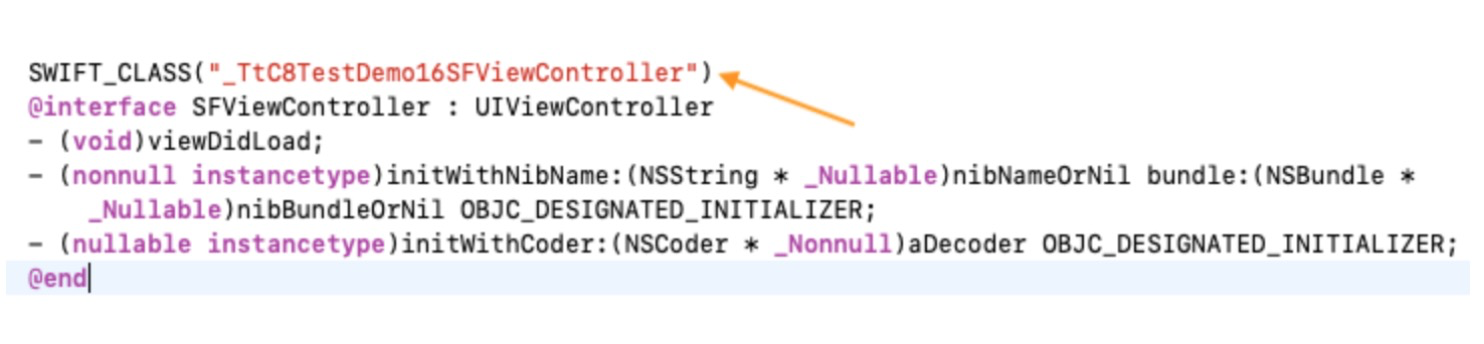 SWIFT_CLASS("_TtC8TestDemo16SFViewController")
@interface SFViewController : UIViewController
- (void)viewDidLoad;
- (nonnull instancetype)initWithNibName:(NSString * _Nullable)nibNameOrNil bundle:(NSBundle *
_Nullable)nibBundleOrNil OBJC_DESIGNATED_INITIALIZER;
- (nullable instancetype)initWithCoder:(NSCoder * _Nonnull)aDecoder OBJC_DESIGNATED_INITIALIZER;
@end